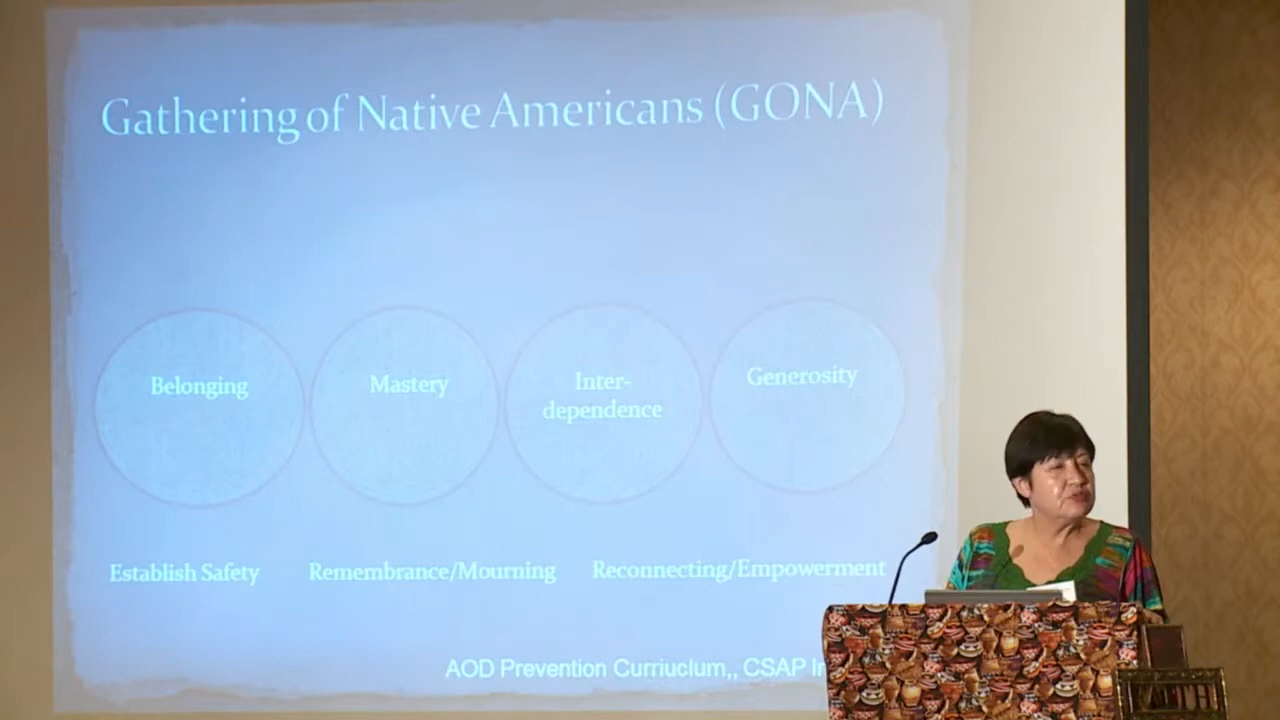 Gathering of Native Americans (GONA)
Belonging
Mastery
Inter-
dependence
Generosity
Establish Safety
Remembrance/Mourning
Reconnecting/Empowerment
AOD Prevention Curriuclum,, CSAP